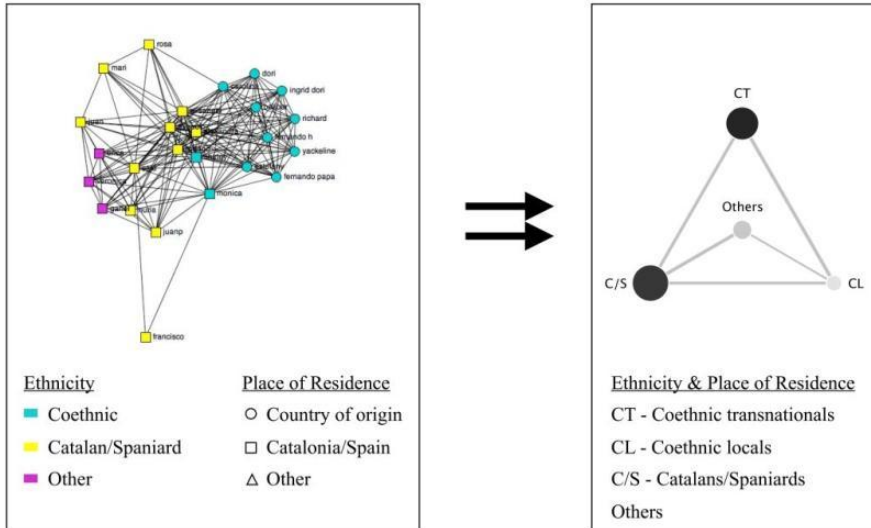 rosa
mari
dori
ingrid dori
richard
fernando h
yackeline
fernando papa
monica
juanp
francisco
Ethnicity
Coethnic
Catalan/Spaniard
Other
Place of Residence
Country of origin
Catalonia/Spain
Other
CT
Others
C/S
CL
Ethnicity & Place of Residence
CT - Coethnic transnationals
CL - Coethnic locals
C/S - Catalans/Spaniards
Others